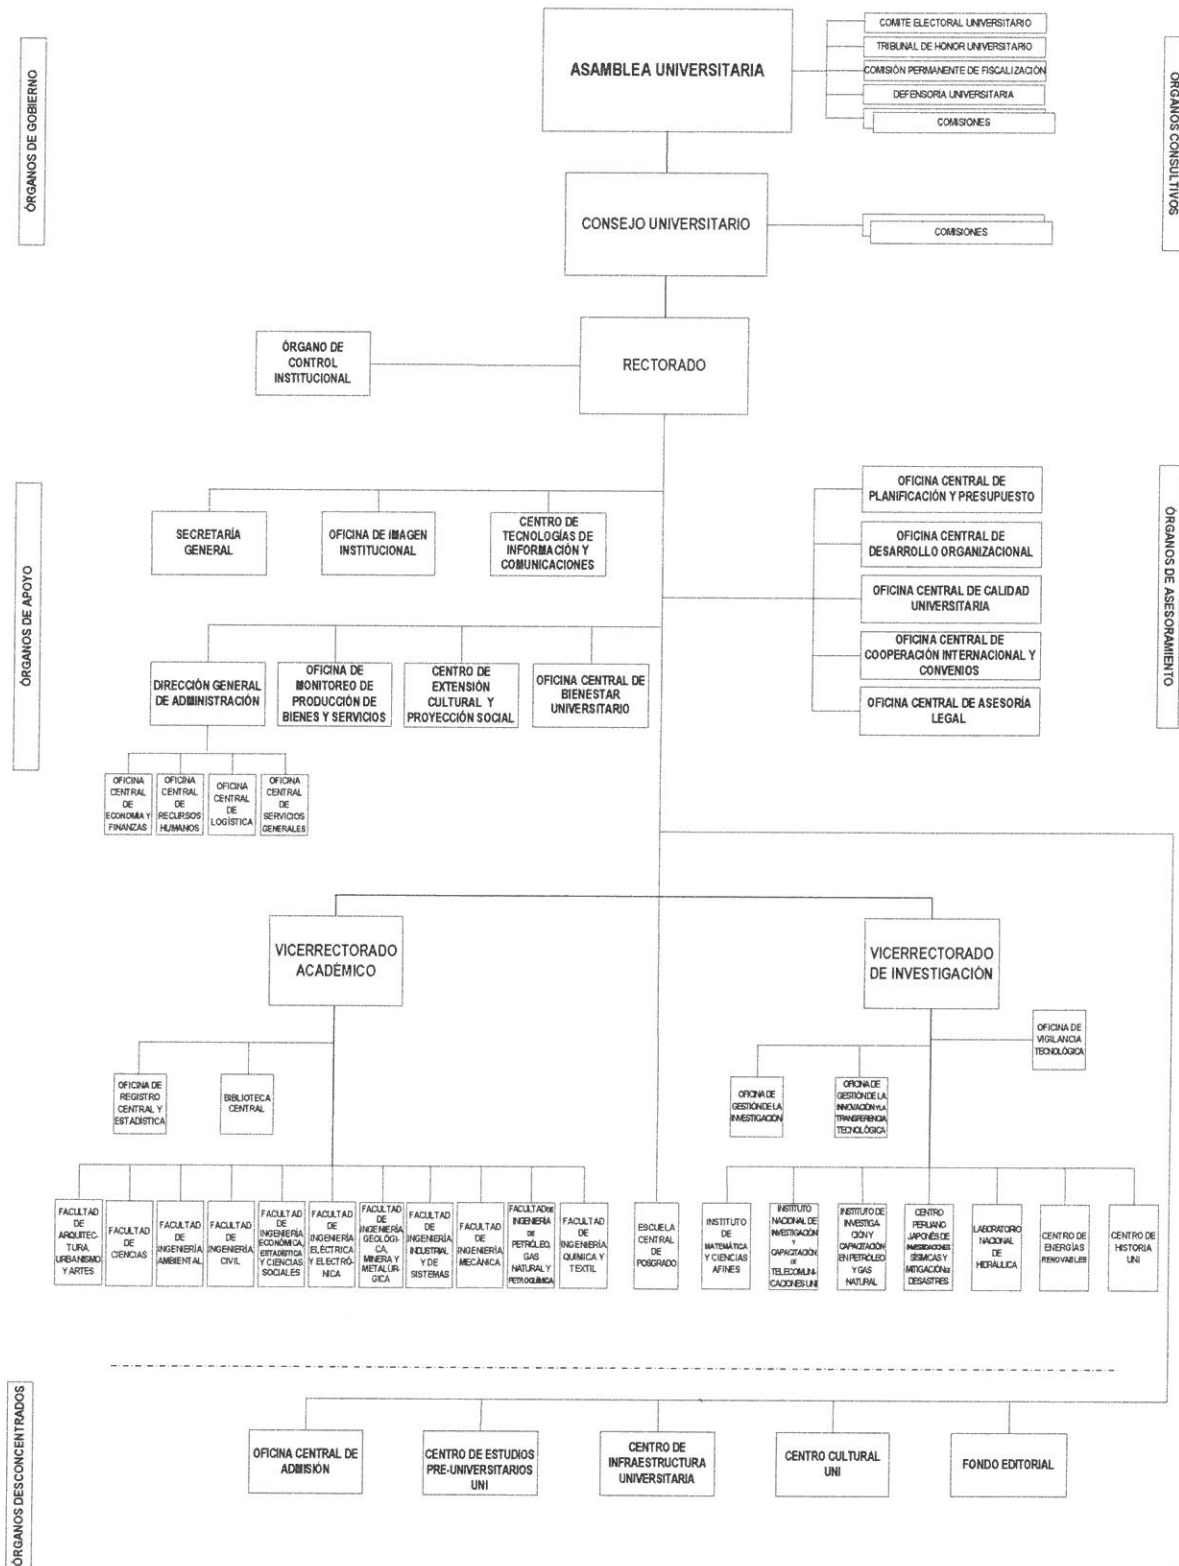 ÓRGANOS DE GOBIERNO
ASAMBLEA UNIVERSITARIA
COMITE ELECTORAL UNIVERSITARIO
TRIBUNAL DE HONOR UNIVERSITARIO
COMISIÓN PERMANENTE DE FISCALIZACIÓN
DEFENSORÍA UNIVERSITARIA
COMISIONES
ÓRGANOS CONSULTIVOS
CONSEJO UNIVERSITARIO
COMISIONES
ÓRGANO DE
CONTROL
INSTITUCIONAL
RECTORADO
ÓRGANOS DE APOYO
SECRETARÍA
GENERAL
OFICINA DE IMAGEN
INSTITUCIONAL
CENTRO DE
TECNOLOGÍAS DE
INFORMACIÓN Y
COMUNICACIONES
OFICINA CENTRAL DE
PLANIFICACIÓN Y PRESUPUESTO
OFICINA CENTRAL DE
DESARROLLO ORGANIZACIONAL
OFICINA CENTRAL DE CALIDAD
UNIVERSITARIA
OFICINA CENTRAL DE
COOPERACIÓN INTERNACIONAL Y
CONVENIOS
OFICINA CENTRAL DE ASESORÍA
LEGAL
ÓRGANOS DE ASESORAMIENTO
DIRECCIÓN GENERAL
DE ADMINISTRACIÓN
OFICINA DE
MONITOREO DE
PRODUCCIÓN DE
BIENES Y SERVICIOS
CENTRO DE
EXTENSIÓN
CULTURAL Y
PROYECCIÓN SOCIAL
OFICINA CENTRAL DE
BIENESTAR
UNIVERSITARIO
OFICINA
CENTRAL
DE
ECONOMÍA Y
FINANZAS
OFICINA
CENTRAL
DE
RECURSOS
HUMANOS
OFICINA
CENTRAL
DE
LOGÍSTICA
OFICINA
CENTRAL
DE
SERVICIOS
GENERALES
VICERRECTORADO
ACADÉMICO
VICERRECTORADO
DE INVESTIGACIÓN
OFICINA DE
REGISTRO
CENTRAL Y
ESTADÍSTICA
BIBLIOTECA
CENTRAL
OFICINA DE
GESTIÓN DE LA
INVESTIGACIÓN
OFICINA DE
GESTIÓN DE LA
INNOVACIÓN Y LA
TRANSFERENCIA
TECNOLÓGICA
OFICINA DE
VIGILANCIA
TECNOLÓGICA
FACULTAD
DE
ARQUITEC-
TURA,
URBANISMO
Y ARTES
FACULTAD
DE
CIENCIAS
FACULTAD
DE
INGENIERÍA
AMBIENTAL
FACULTAD
DE
INGENIERÍA
CIVIL
FACULTAD
DE
INGENIERÍA
ECONÓMICA,
ESTADÍSTICA
Y CIENCIAS
SOCIALES
FACULTAD
DE
INGENIERÍA
ELÉCTRICA
Y ELECTRÓ-
NICA
FACULTAD
DE
INGENIERÍA
GEOLÓGI-
CA,
MINERA Y
METALÚR-
GICA
FACULTAD
DE
INGENIERÍA
INDUSTRIAL
Y DE
SISTEMAS
FACULTAD
DE
INGENIERÍA
MECÁNICA
FACULTAD DE
INGENIERÍA
DE
PETRÓLEO,
GAS
NATURAL Y
PETROQUÍMICA
FACULTAD
DE
INGENIERÍA
QUÍMICA Y
TEXTIL
ESCUELA
CENTRAL
DE
POSGRADO
INSTITUTO
DE
MATEMÁTICA
Y CIENCIAS
AFINES
INSTITUTO
NACIONAL DE
INVESTIGACIÓN
Y
CAPACITACIÓN
DE
TELECOMUNI-
CACIONES UNI
INSTITUTO DE
INVESTIGA-
CIÓN Y
CAPACITACIÓN
EN PETRÓLEO
Y GAS
NATURAL
CENTRO
PERUANO
JAPONÉS DE
INVESTIGACIONES
SÍSMICAS Y
MITIGACIÓN DE
DESASTRES
LABORATORIO
NACIONAL
DE
HIDRÁULICA
CENTRO
DE
ENERGÍAS
RENOVABLES
CENTRO
DE
HISTORIA
UNI
ÓRGANOS DESCONCENTRADOS
OFICINA CENTRAL DE
ADMISIÓN
CENTRO DE ESTUDIOS
PRE-UNIVERSITARIOS
UNI
CENTRO DE
INFRAESTRUCTURA
UNIVERSITARIA
CENTRO CULTURAL
UNI
FONDO EDITORIAL